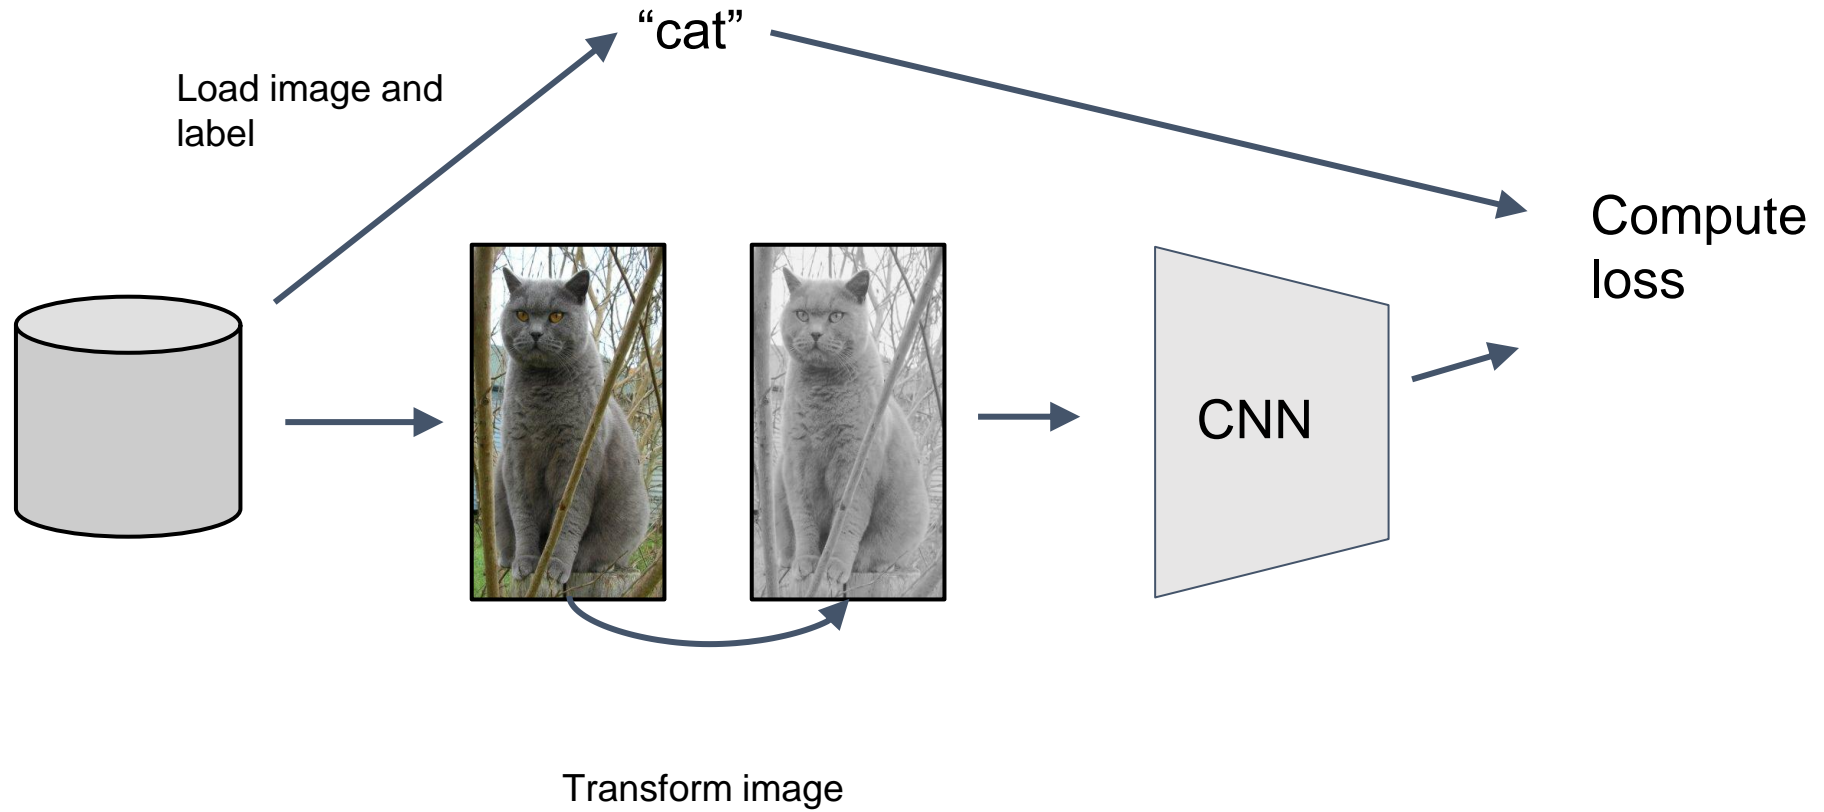 “cat”
Load image and
label
Compute
loss
CNN
Transform image